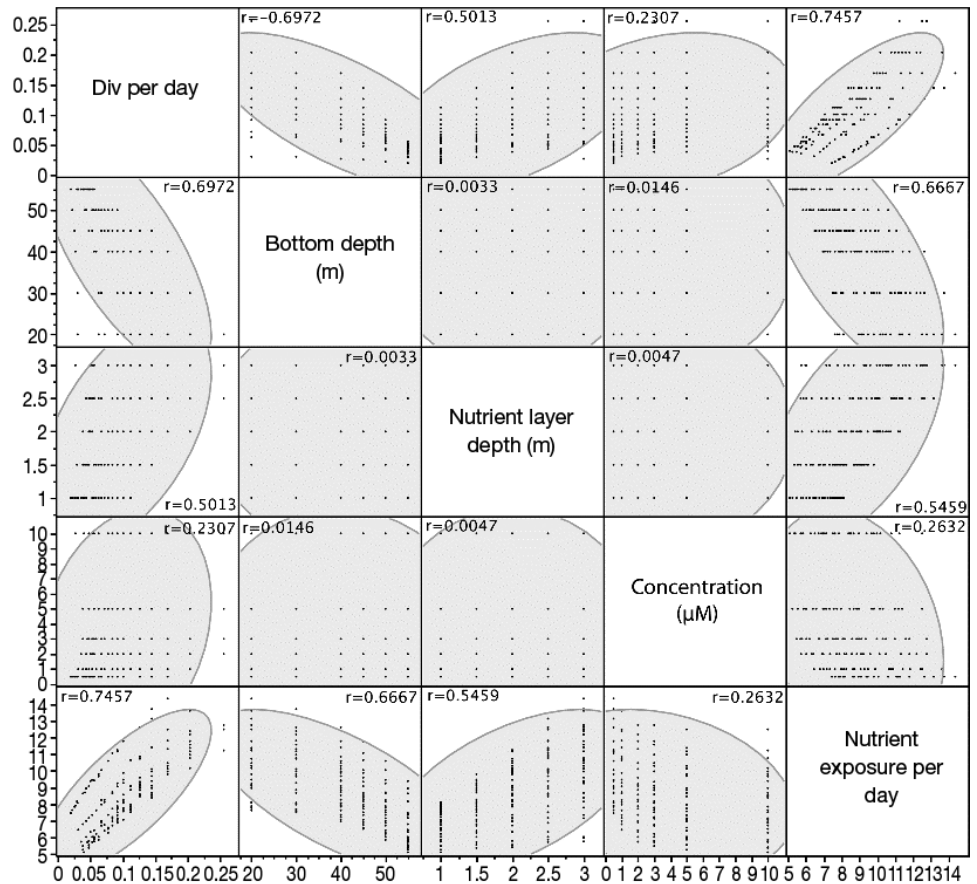 0.25
r=-0.6972
r=0.5013
r=0.2307
r=0.7457
0.2
0.15
0.1
0.05
0
Div per day
r=0.6972
r=0.0033
r=0.0146
r=0.6667
50
40
30
20
Bottom depth
(m)
r=0.0033
r=0.0047
3
2.5
2
1.5
1
Nutrient layer
depth (m)
r=0.5013
r=0.5459
r=0.2307
r=0.0146
r=0.0047
r=0.2632
10
9
8
7
6
5
4
3
2
1
0
Concentration
(µM)
r=0.7457
r=0.6667
r=0.5459
r=0.2632
14
13
12
11
10
9
8
7
6
5
Nutrient
exposure per
day
0 0.05 0.1 0.15 0.2 0.25 20 30 40 50 1 1.5 2 2.5 3 0 1 2 3 4 5 6 7 8 9 10 5 6 7 8 9 10 11 12 13 14